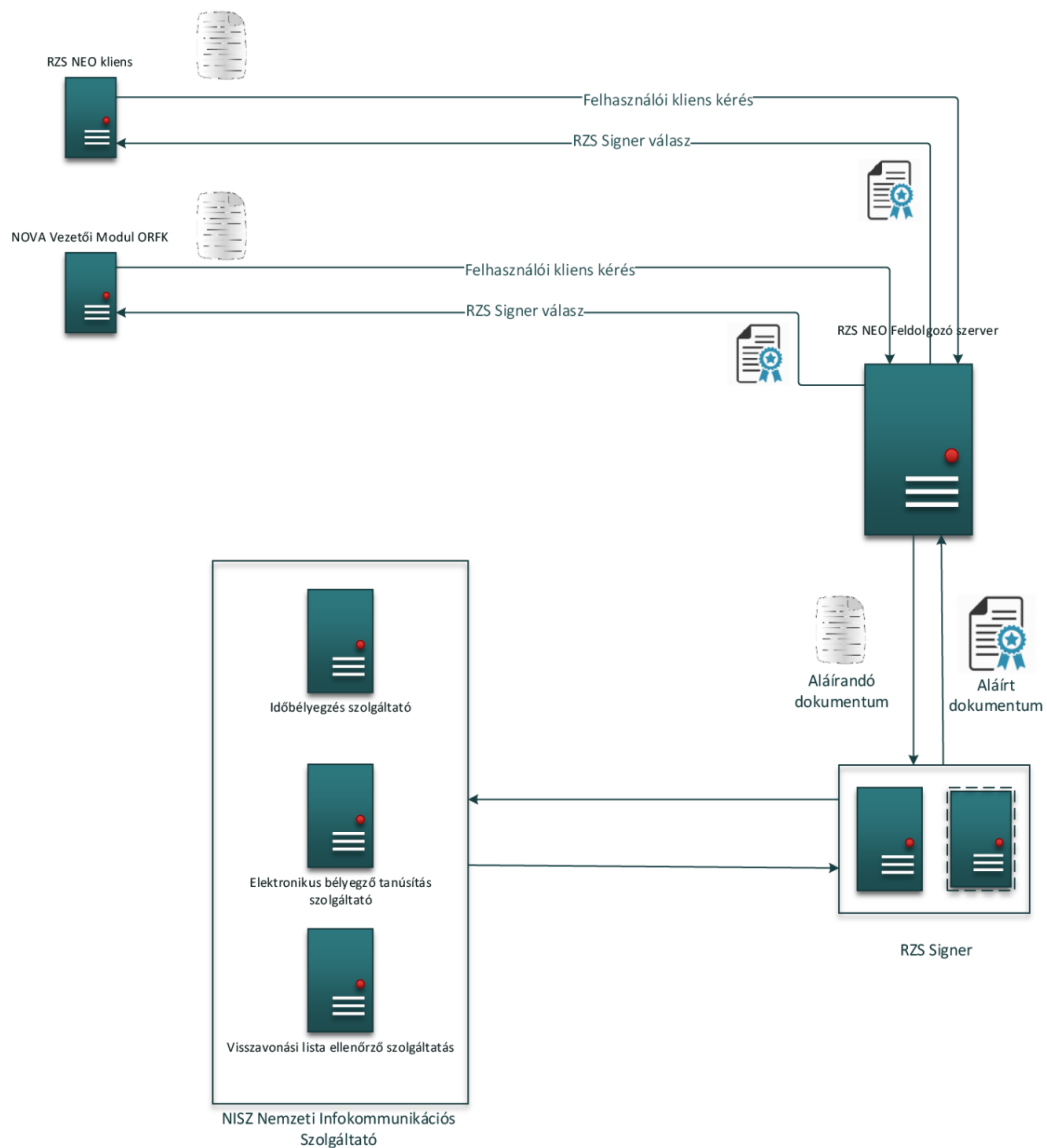 RZS NEO kliens
Felhasználói kliens kérés
RZS Signer válasz
NOVA Vezetői Modul ORFK
Felhasználói kliens kérés
RZS Signer válasz
RZS NEO Feldolgozó szerver
Aláírandó
dokumentum
Aláírt
dokumentum
Időbélyegzés szolgáltató
Elektronikus bélyegző tanúsítás
szolgáltató
RZS Signer
Visszavonási lista ellenőrző szolgáltatás
NISZ Nemzeti Infokommunikációs
Szolgáltató